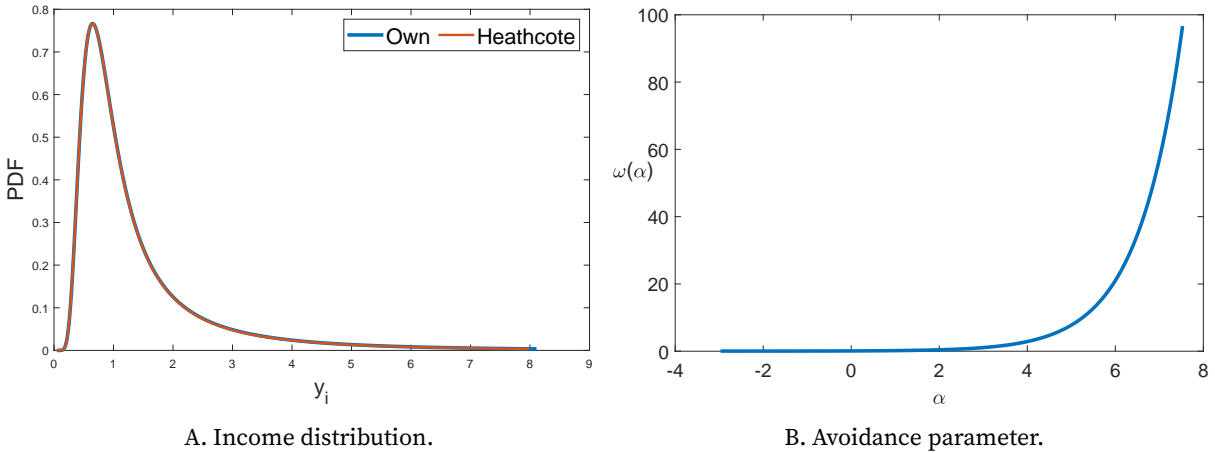 0.8
0.7
0.6
0.5
0.4
0.3
0.2
0.1
0
PDF
0 1 2 3 4 5 6 7 8 9
y_i
Own Heathcote
A. Income distribution.
100
80
60
40
20
0
ω(α)
-4 -2 0 2 4 6 8
α
B. Avoidance parameter.